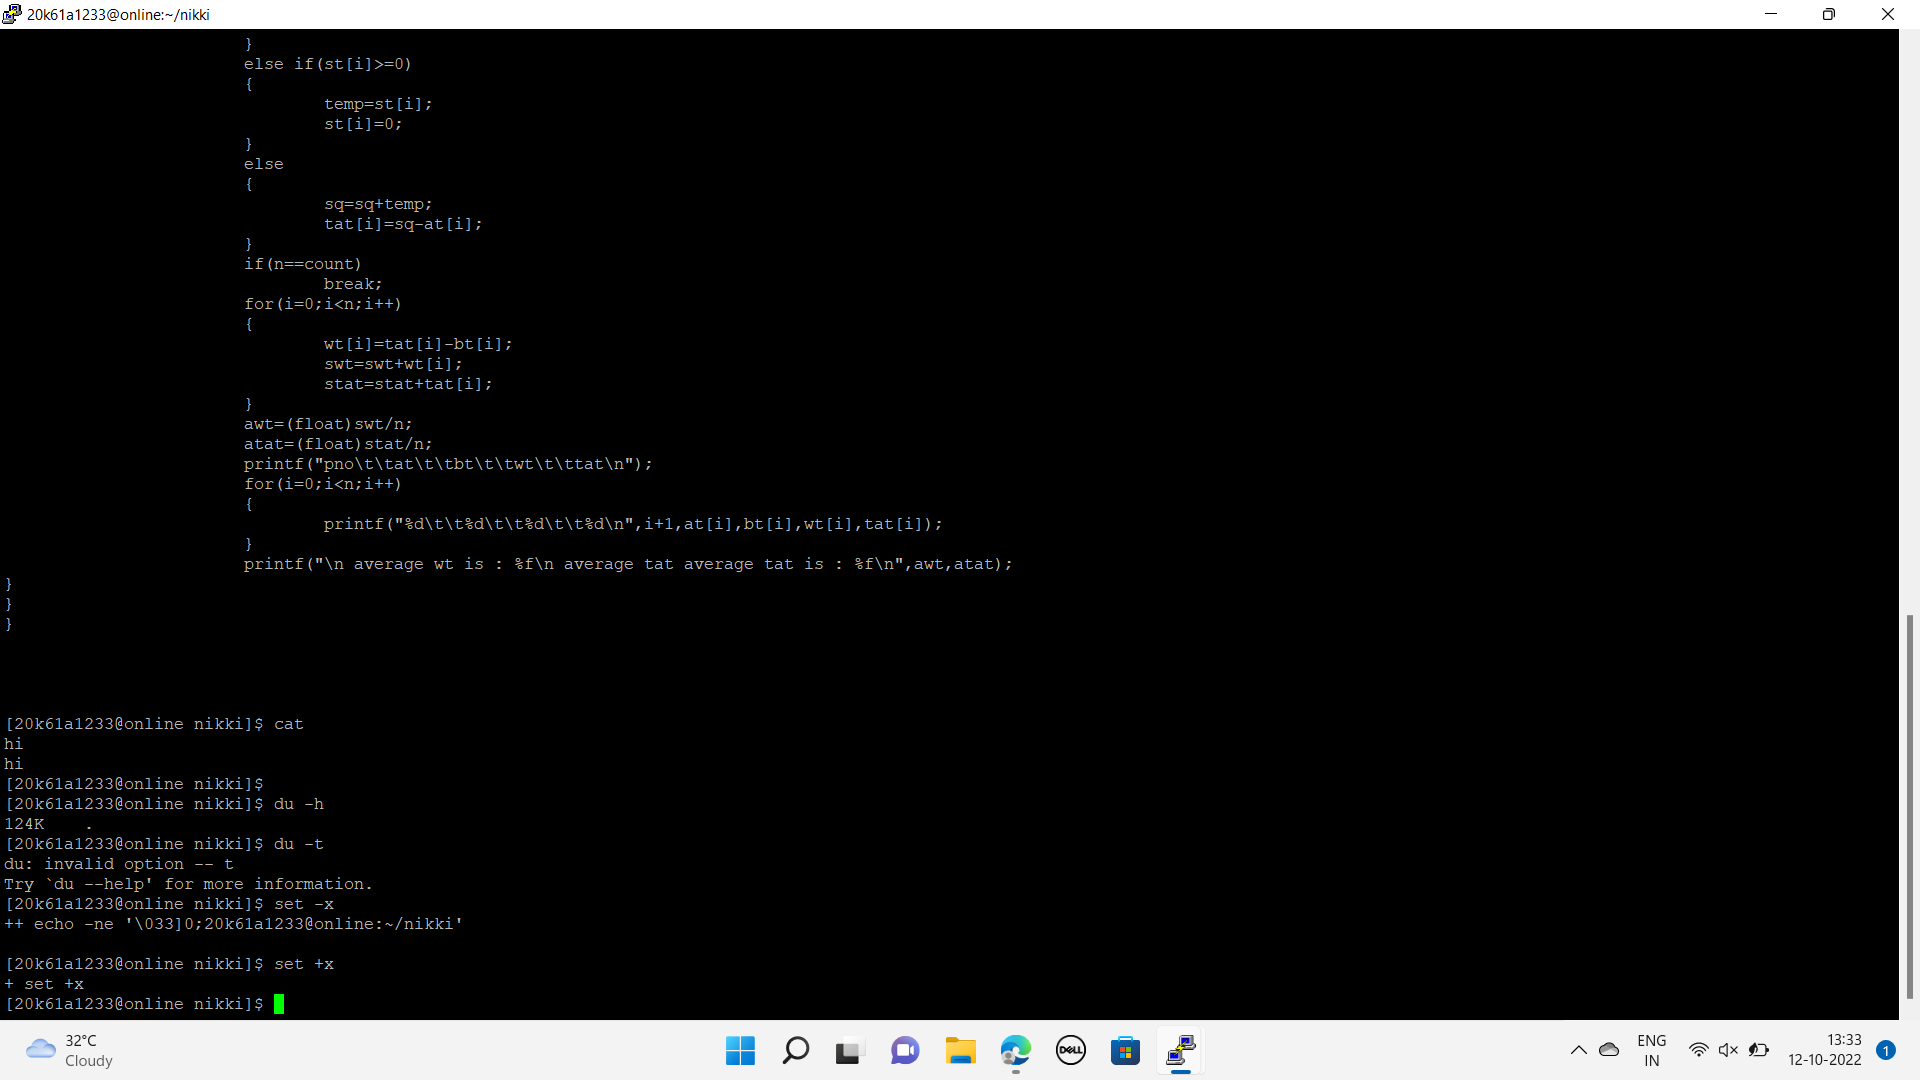 20k61a1233@online:~/nikki
}
else if(st[i]>=0)
{
temp=st[i];
st[i]=0;
}
else
{
sq=sq+temp;
tat[i]=sq-at[i];
}
if(n==count)
break;
for(i=0;i<n;i++)
{
wt[i]=tat[i]-bt[i];
swt=swt+wt[i];
stat=stat+tat[i];
}
awt=(float)swt/n;
atat=(float)stat/n;
printf("pno\t\tat\t\tbt\t\twt\t\ttat\n");
for(i=0;i<n;i++)
{
printf("%d\t\t%d\t\t%d\t\t%d\n",i+1,at[i],bt[i],wt[i],tat[i]);
}
printf("\n average wt is : %f\n average tat average tat is : %f\n",awt,atat);
}
}
}
[20k61a1233@online nikki]$ cat
hi
hi
[20k61a1233@online nikki]$
[20k61a1233@online nikki]$ du -h
124K    .
[20k61a1233@online nikki]$ du -t
du: invalid option -- t
Try `du --help' for more information.
[20k61a1233@online nikki]$ set -x
++ echo -ne '\033]0;20k61a1233@online:~/nikki'
[20k61a1233@online nikki]$ set +x
+ set +x
[20k61a1233@online nikki]$
32°C
Cloudy
DELL
ENG
IN
13:33
12-10-2022
1